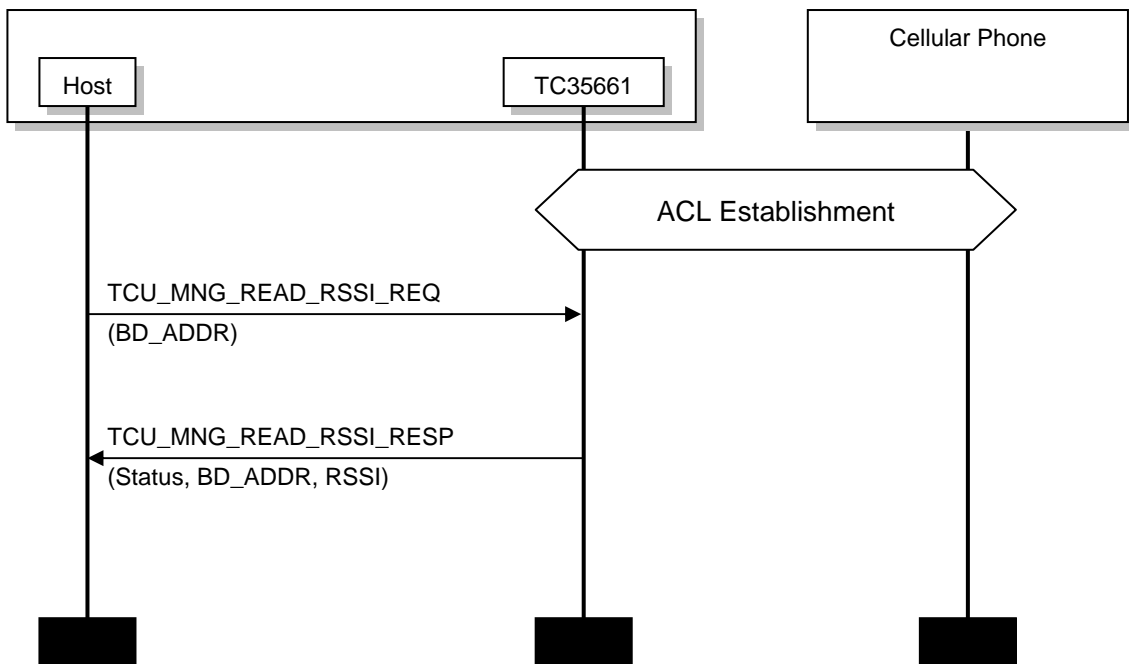 Cellular Phone
Host
TC35661
ACL Establishment
TCU_MNG_READ_RSSI_REQ
(BD_ADDR)
TCU_MNG_READ_RSSI_RESP
(Status, BD_ADDR, RSSI)